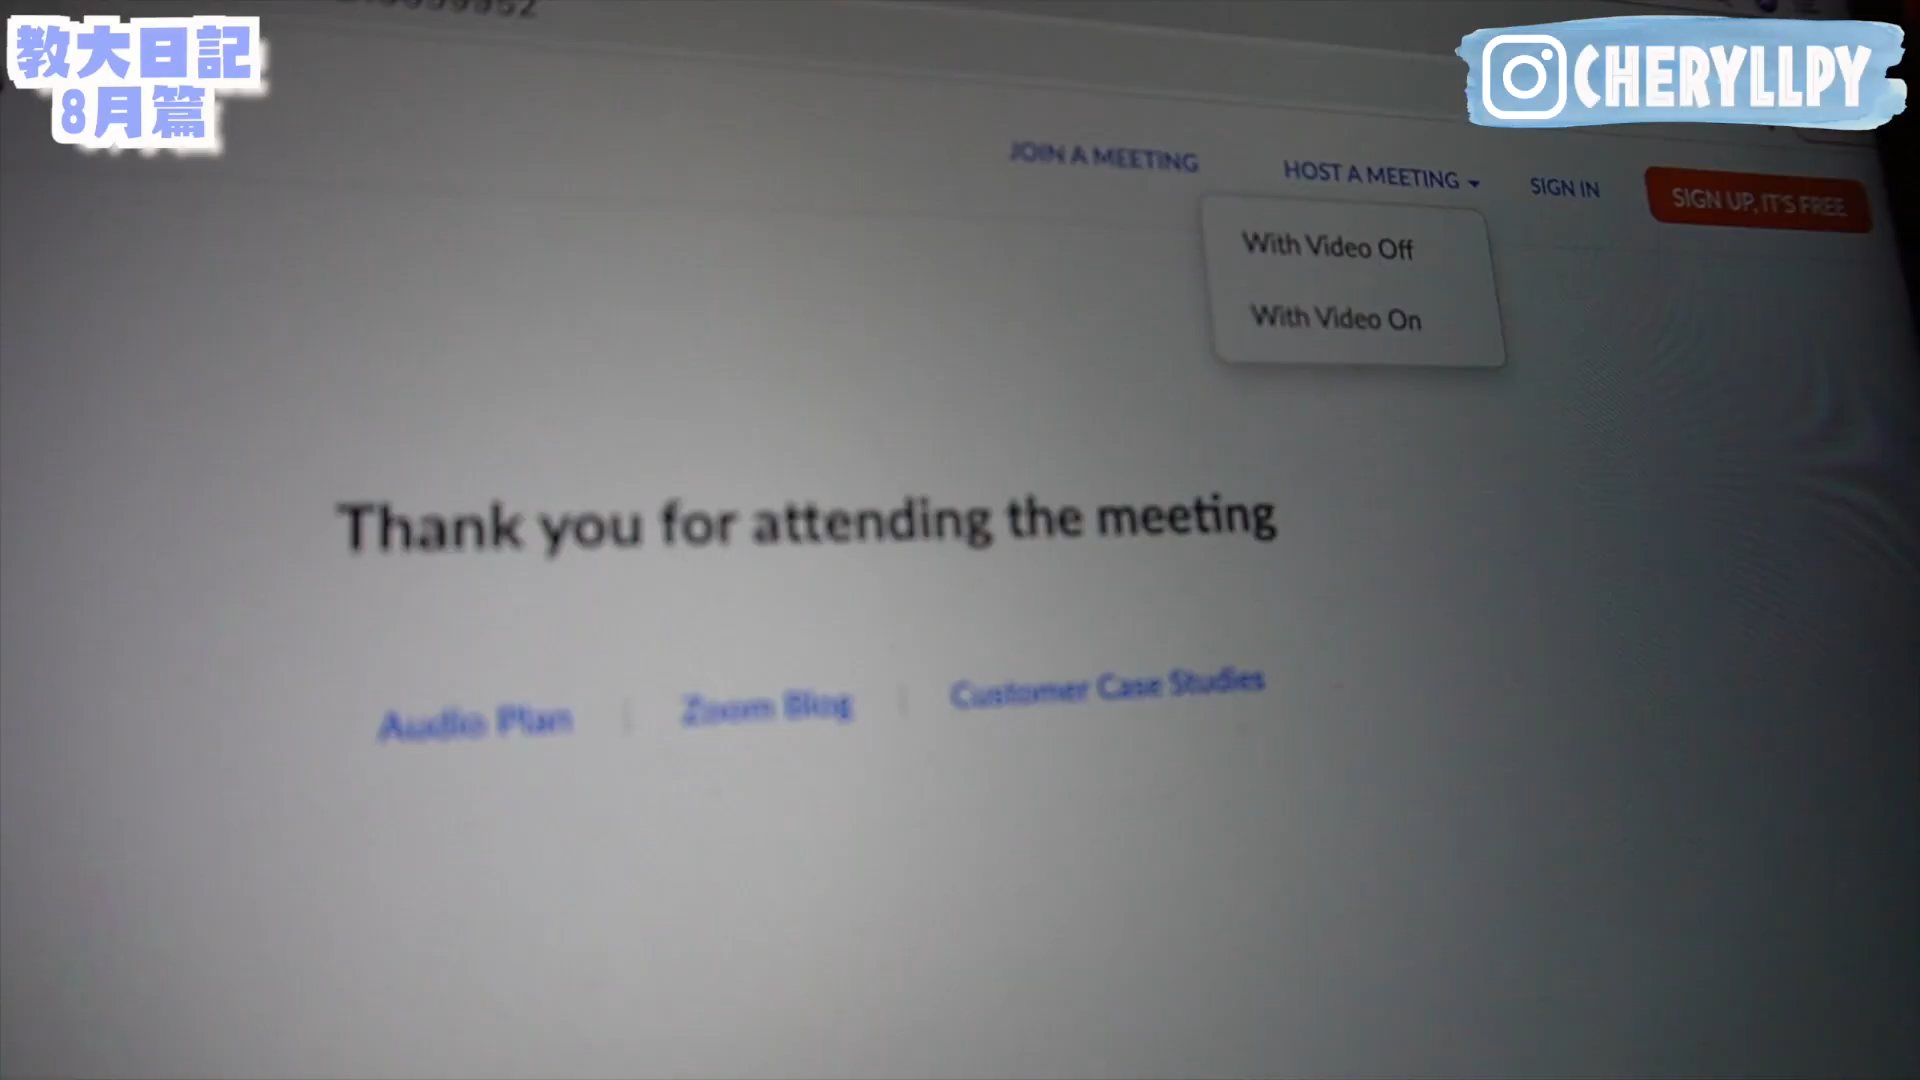 教大日記
8月篇
CHERYLLPY
JOIN A MEETING
HOST A MEETING
SIGN IN
SIGN UP, IT'S FREE
With Video Off
With Video On
Thank you for attending the meeting
Audio Plan
Zoom Blog
Customer Case Studies